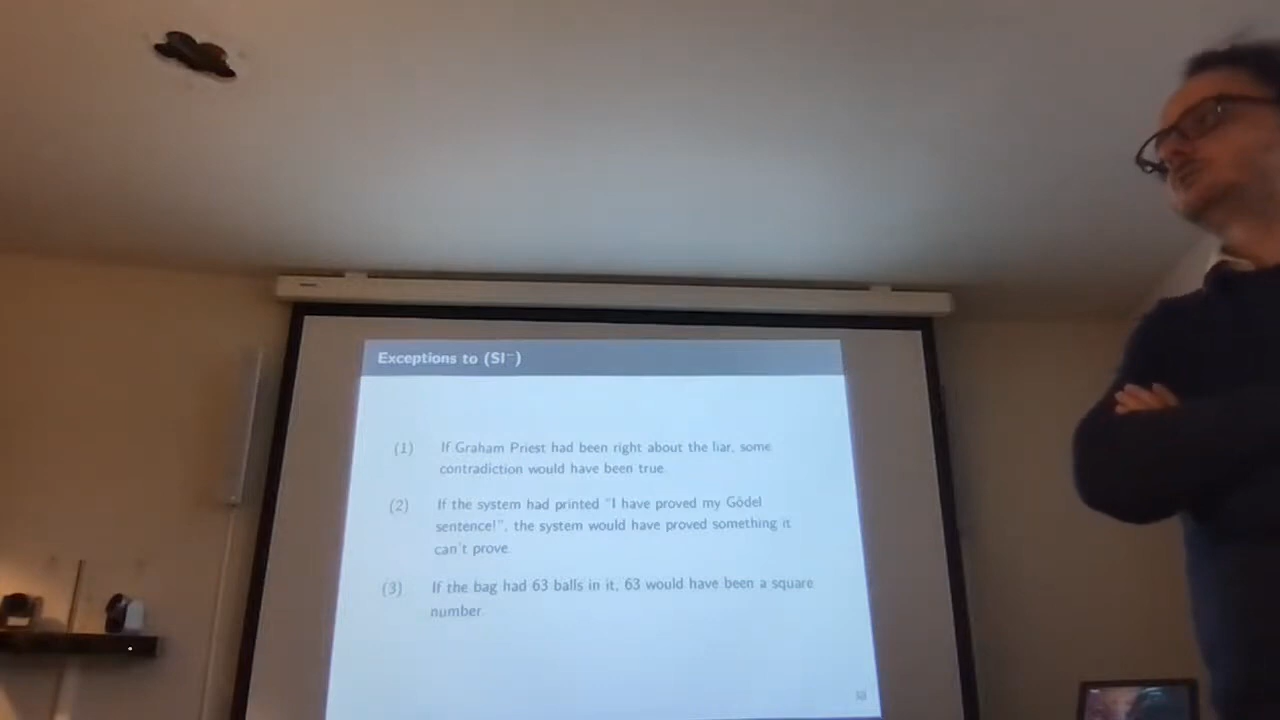 Exceptions to (SI⁻)
(1) If Graham Priest had been right about the liar, some
contradiction would have been true.
(2) If the system had printed "I have proved my Gödel
sentence!", the system would have proved something it
can't prove.
(3) If the bag had 63 balls in it, 63 would have been a square
number.